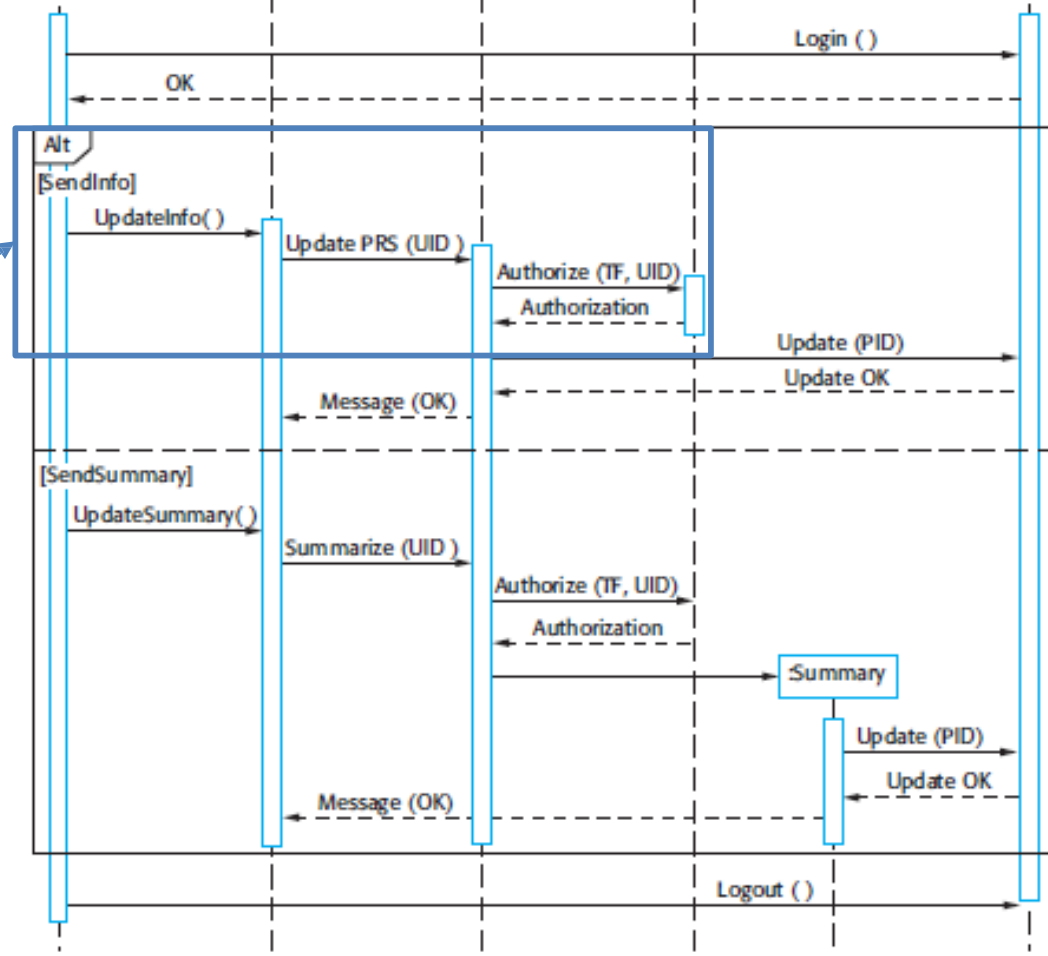 Login ( )
OK
Alt
[SendInfo]
UpdateInfo( )
Update PRS (UID )
Authorize (TF, UID)
Authorization
Update (PID)
Update OK
Message (OK)
[SendSummary]
UpdateSummary( )
Summarize (UID )
Authorize (TF, UID)
Authorization
:Summary
Update (PID)
Update OK
Message (OK)
Logout ( )